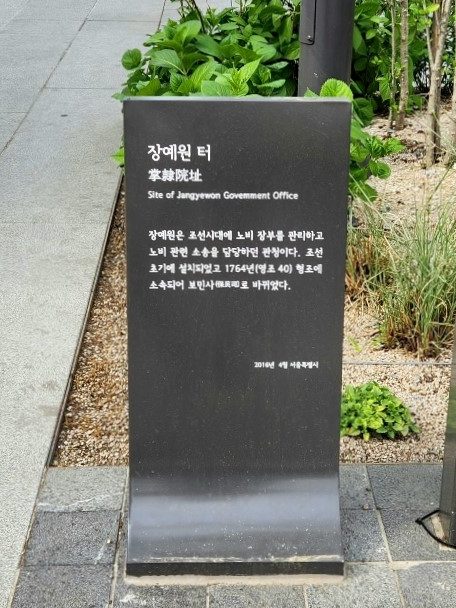 장예원 터
掌隷院址
Site of Jangyewon Government Office
장예원은 조선시대에 노비 장부를 관리하고
노비 관련 소송을 담당하던 관청이다. 조선
초기에 설치되었고 1764년(영조 40) 형조에
소속되어 보민사(保民司)로 바뀌었다.
2016년 4월 서울특별시